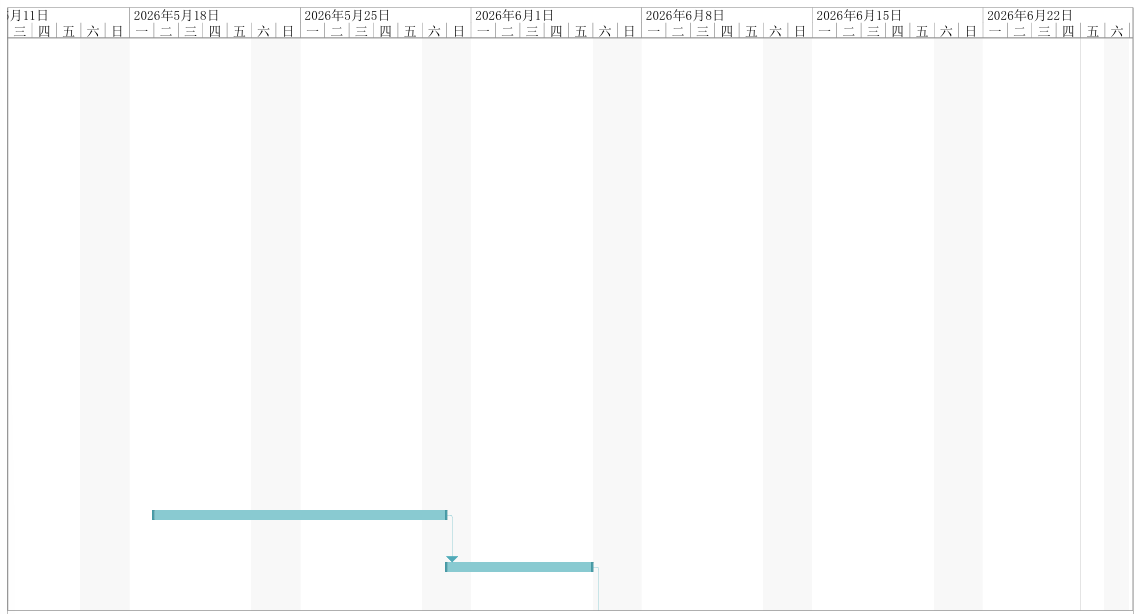 月11日 2026年5月18日 2026年5月25日 2026年6月1日 2026年6月8日 2026年6月15日 2026年6月22日
三 四 五 六 日 一 二 三 四 五 六 日 一 二 三 四 五 六 日 一 二 三 四 五 六 日 一 二 三 四 五 六 日 一 二 三 四 五 六 日 一 二 三 四 五 六